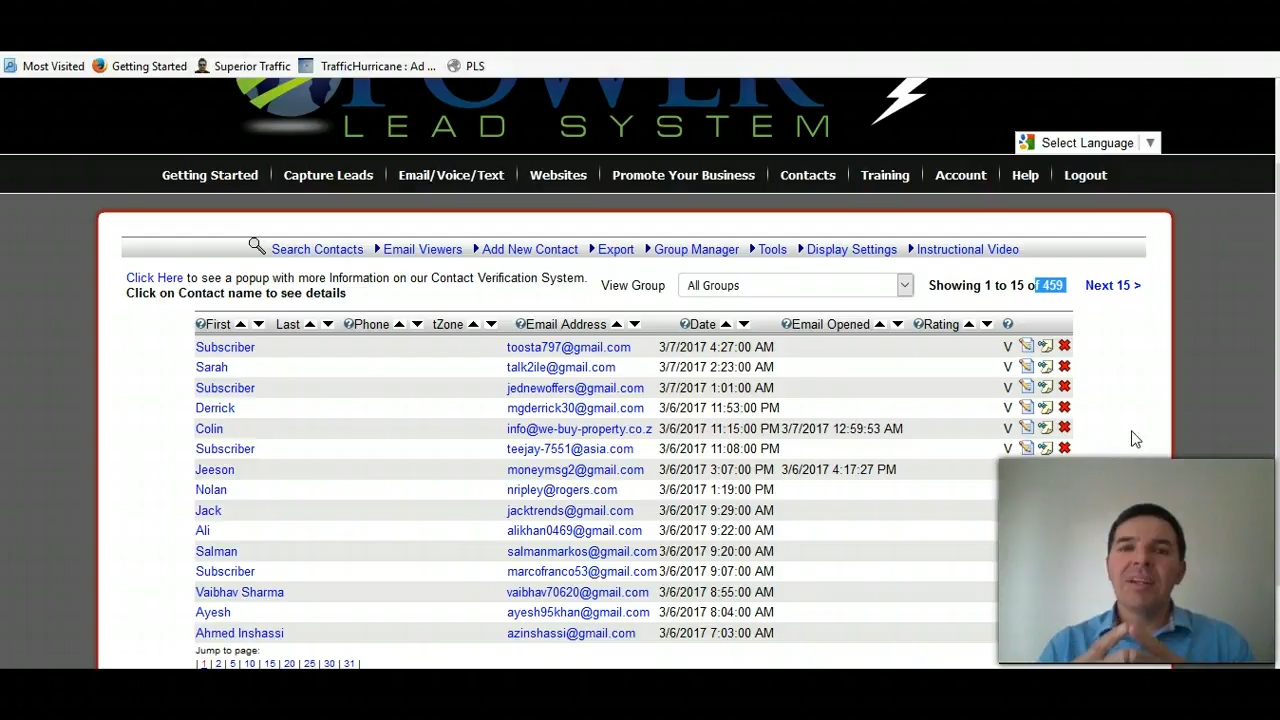 Most Visited Getting Started Superior Traffic TrafficHurricane : Ad ... PLS
POWER
LEAD SYSTEM
Select Language ▼
Getting Started Capture Leads Email/Voice/Text Websites Promote Your Business Contacts Training Account Help Logout
Search Contacts Email Viewers Add New Contact Export Group Manager Tools Display Settings Instructional Video
Click Here to see a popup with more Information on our Contact Verification System.
Click on Contact name to see details
View Group All Groups Showing 1 to 15 of 459 Next 15 >
First Last Phone tZone Email Address Date Email Opened Rating
Subscriber toosta797@gmail.com 3/7/2017 4:27:00 AM V
Sarah talk2ile@gmail.com 3/7/2017 2:23:00 AM V
Subscriber jednewoffers@gmail.com 3/7/2017 1:01:00 AM V
Derrick mgderrick30@gmail.com 3/6/2017 11:53:00 PM V
Colin info@we-buy-property.co.z 3/6/2017 11:15:00 PM 3/7/2017 12:59:53 AM V
Subscriber teejay-7551@asia.com 3/6/2017 11:08:00 PM V
Jeeson moneymsg2@gmail.com 3/6/2017 3:07:00 PM 3/6/2017 4:17:27 PM
Nolan nripley@rogers.com 3/6/2017 1:19:00 PM
Jack jacktrends@gmail.com 3/6/2017 9:29:00 AM
Ali alikhan0469@gmail.com 3/6/2017 9:22:00 AM
Salman salmanmarkos@gmail.com 3/6/2017 9:20:00 AM
Subscriber marcofranco53@gmail.com 3/6/2017 9:07:00 AM
Vaibhav Sharma vaibhav70620@gmail.com 3/6/2017 8:55:00 AM
Ayesh ayesh95khan@gmail.com 3/6/2017 8:04:00 AM
Ahmed Inshassi azinshassi@gmail.com 3/6/2017 7:03:00 AM
Jump to page:
| 1 | 2 | 5 | 10 | 15 | 20 | 25 | 30 | 31 |